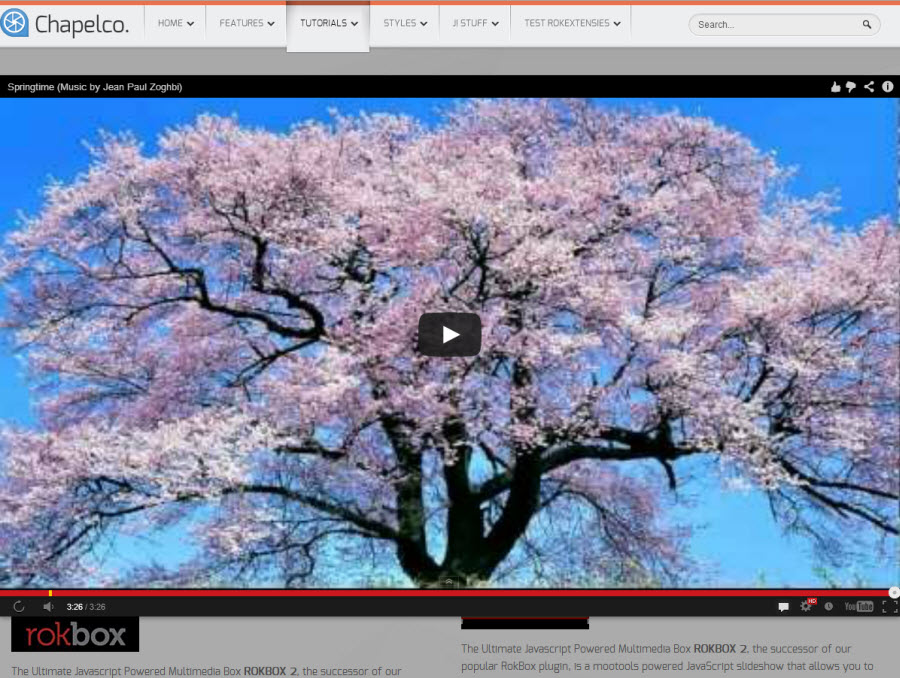 Chapelco.
HOME
FEATURES
TUTORIALS
STYLES
J! STUFF
TEST ROKEXTENSIES
Search...
Springtime (Music by Jean Paul Zoghbi)
3:26 / 3:26
HD
YouTube
rokbox
The Ultimate Javascript Powered Multimedia Box ROKBOX 2, the successor of our
The Ultimate Javascript Powered Multimedia Box ROKBOX 2, the successor of our
popular RokBox plugin, is a mootools powered JavaScript slideshow that allows you to